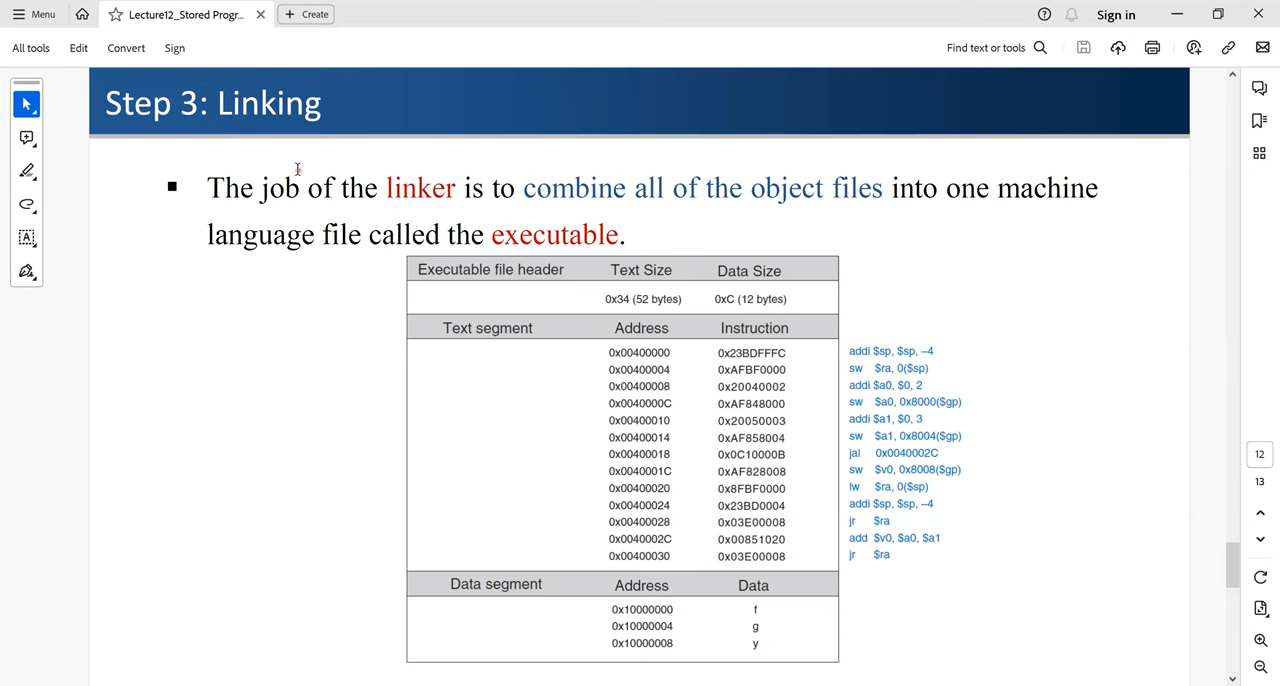 Menu
Lecture12_Stored Progr...
Create
Sign in
All tools
Edit
Convert
Sign
Find text or tools
Step 3: Linking
The job of the linker is to combine all of the object files into one machine
language file called the executable.
Executable file header Text Size Data Size
0x34 (52 bytes) 0xC (12 bytes)
Text segment Address Instruction
0x00400000 0x23BDFFFC addi $sp, $sp, –4
0x00400004 0xAFBF0000 sw $ra, 0($sp)
0x00400008 0x20040002 addi $a0, $0, 2
0x0040000C 0xAF848000 sw $a0, 0x8000($gp)
0x00400010 0x20050003 addi $a1, $0, 3
0x00400014 0xAF858004 sw $a1, 0x8004($gp)
0x00400018 0x0C10000B jal 0x0040002C
0x0040001C 0xAF828008 sw $v0, 0x8008($gp)
0x00400020 0x8FBF0000 lw $ra, 0($sp)
0x00400024 0x23BD0004 addi $sp, $sp, –4
0x00400028 0x03E00008 jr $ra
0x0040002C 0x00851020 add $v0, $a0, $a1
0x00400030 0x03E00008 jr $ra
Data segment Address Data
0x10000000 f
0x10000004 g
0x10000008 y
12
13